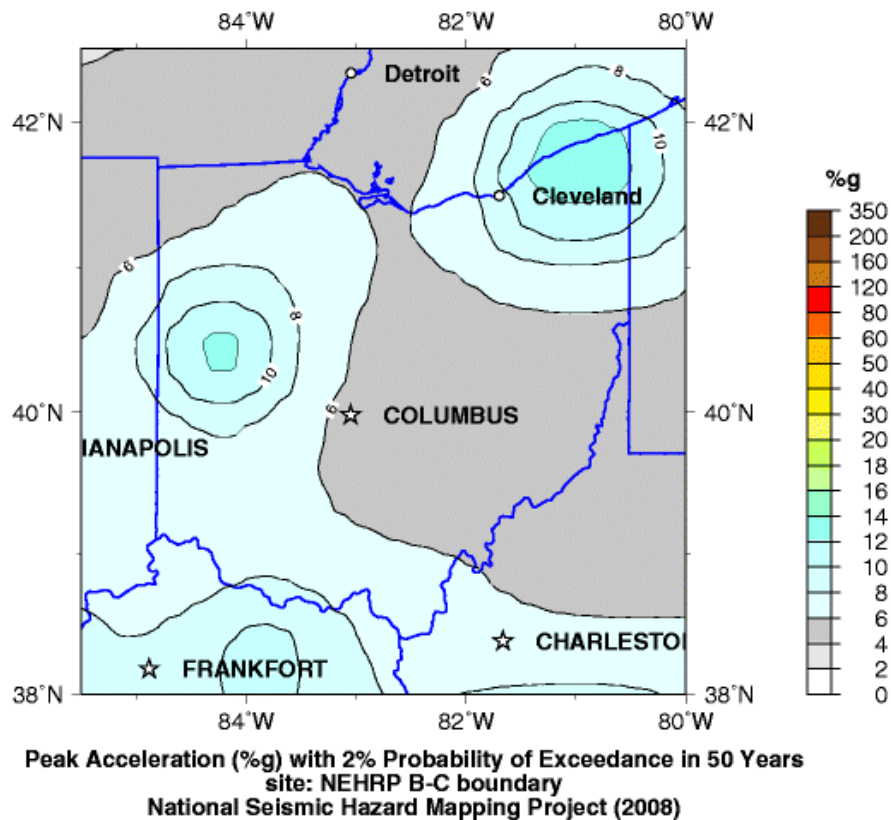 84°W 82°W 80°W
Detroit
6
8
42°N 42°N
10
%g
Cleveland
350
200
160
120
80
60
50
40
30
20
18
16
14
12
10
8
6
4
2
0
6
8
10
6
40°N COLUMBUS 40°N
IANAPOLIS
CHARLESTO
FRANKFORT
38°N 38°N
84°W 82°W 80°W
Peak Acceleration (%g) with 2% Probability of Exceedance in 50 Years
site: NEHRP B-C boundary
National Seismic Hazard Mapping Project (2008)